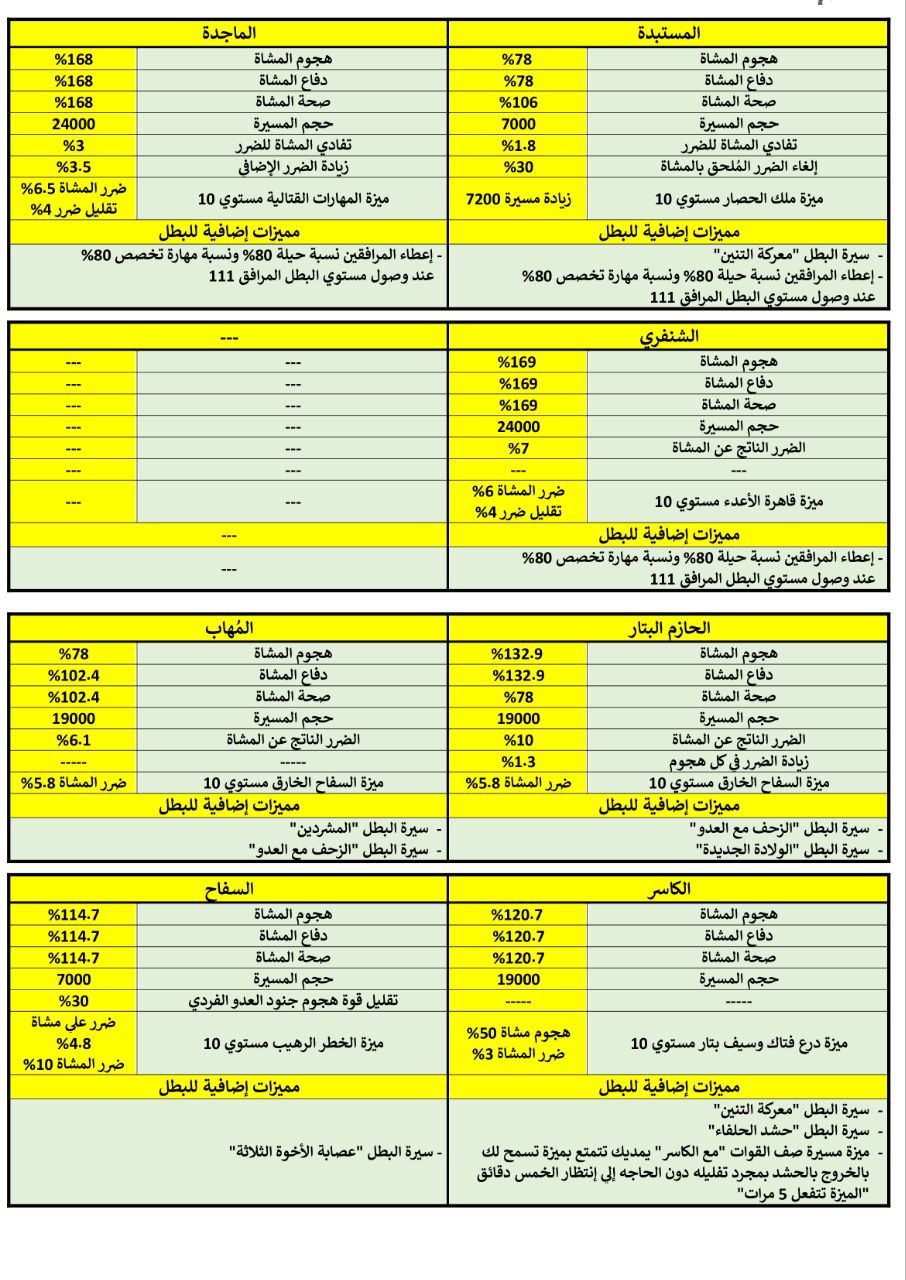 المستبدة
هجوم المشاة %78
دفاع المشاة %78
صحة المشاة %106
حجم المسيرة 7000
تفادي المشاة للضرر %1.8
إلغاء الضرر المُلحق بالمشاة %30
ميزة ملك الحصار مستوي 10 زيادة مسيرة 7200
مميزات إضافية للبطل
- سيرة البطل "معركة التنين"
- إعطاء المرافقين نسبة حيلة 80% ونسبة مهارة تخصص 80%
عند وصول مستوي البطل المرافق 111
الماجدة
هجوم المشاة %168
دفاع المشاة %168
صحة المشاة %168
حجم المسيرة 24000
تفادي المشاة للضرر %3
زيادة الضرر الإضافى %3.5
ميزة المهارات القتالية مستوي 10 ضرر المشاة 6.5%
تقليل ضرر 4%
مميزات إضافية للبطل
- إعطاء المرافقين نسبة حيلة 80% ونسبة مهارة تخصص 80%
عند وصول مستوي البطل المرافق 111
الشنفري
هجوم المشاة %169
دفاع المشاة %169
صحة المشاة %169
حجم المسيرة 24000
الضرر الناتج عن المشاة %7
--- ---
ميزة قاهرة الأعدء مستوي 10 ضرر المشاة 6%
تقليل ضرر 4%
مميزات إضافية للبطل
- إعطاء المرافقين نسبة حيلة 80% ونسبة مهارة تخصص 80%
عند وصول مستوي البطل المرافق 111
---
--- ---
--- ---
--- ---
--- ---
--- ---
--- ---
--- ---
---
---
الحازم البتار
هجوم المشاة %132.9
دفاع المشاة %132.9
صحة المشاة %78
حجم المسيرة 19000
الضرر الناتج عن المشاة %10
زيادة الضرر في كل هجوم %1.3
ميزة السفاح الخارق مستوي 10 ضرر المشاة 5.8%
مميزات إضافية للبطل
- سيرة البطل "الزحف مع العدو"
- سيرة البطل "الولادة الجديدة"
المُهاب
هجوم المشاة %78
دفاع المشاة %102.4
صحة المشاة %102.4
حجم المسيرة 19000
الضرر الناتج عن المشاة %6.1
----- -----
ميزة السفاح الخارق مستوي 10 ضرر المشاة 5.8%
مميزات إضافية للبطل
- سيرة البطل "المشردين"
- سيرة البطل "الزحف مع العدو"
الكاسر
هجوم المشاة %120.7
دفاع المشاة %120.7
صحة المشاة %120.7
حجم المسيرة 19000
----- -----
ميزة درع فتاك وسيف بتار مستوي 10 هجوم مشاة 50%
ضرر المشاة 3%
مميزات إضافية للبطل
- سيرة البطل "معركة التنين"
- سيرة البطل "حشد الحلفاء"
- ميزة مسيرة صف القوات "مع الكاسر" يمديك تتمتع بميزة تسمح لك
بالخروج بالحشد بمجرد تفليله دون الحاجه إلي إنتظار الخمس دقائق
"الميزة تتفعل 5 مرات"
السفاح
هجوم المشاة %114.7
دفاع المشاة %114.7
صحة المشاة %114.7
حجم المسيرة 7000
تقليل قوة هجوم جنود العدو الفردي %30
ميزة الخطر الرهيب مستوي 10 ضرر علي مشاة
4.8%
ضرر المشاة 10%
مميزات إضافية للبطل
- سيرة البطل "عصابة الأخوة الثلاثة"